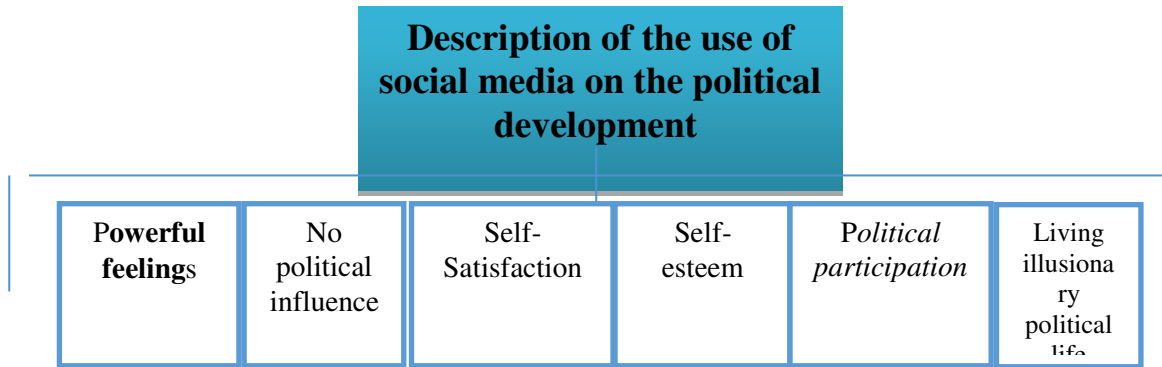 Description of the use of
social media on the political
development
Powerful
feelings
No
political
influence
Self-
Satisfaction
Self-
esteem
Political
participation
Living
illusiona
ry
political
life